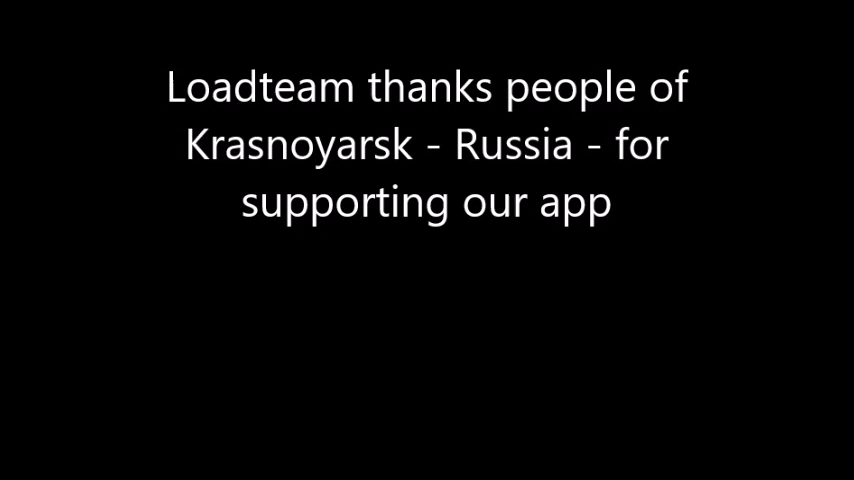 Loadteam thanks people of
Krasnoyarsk - Russia - for
supporting our app